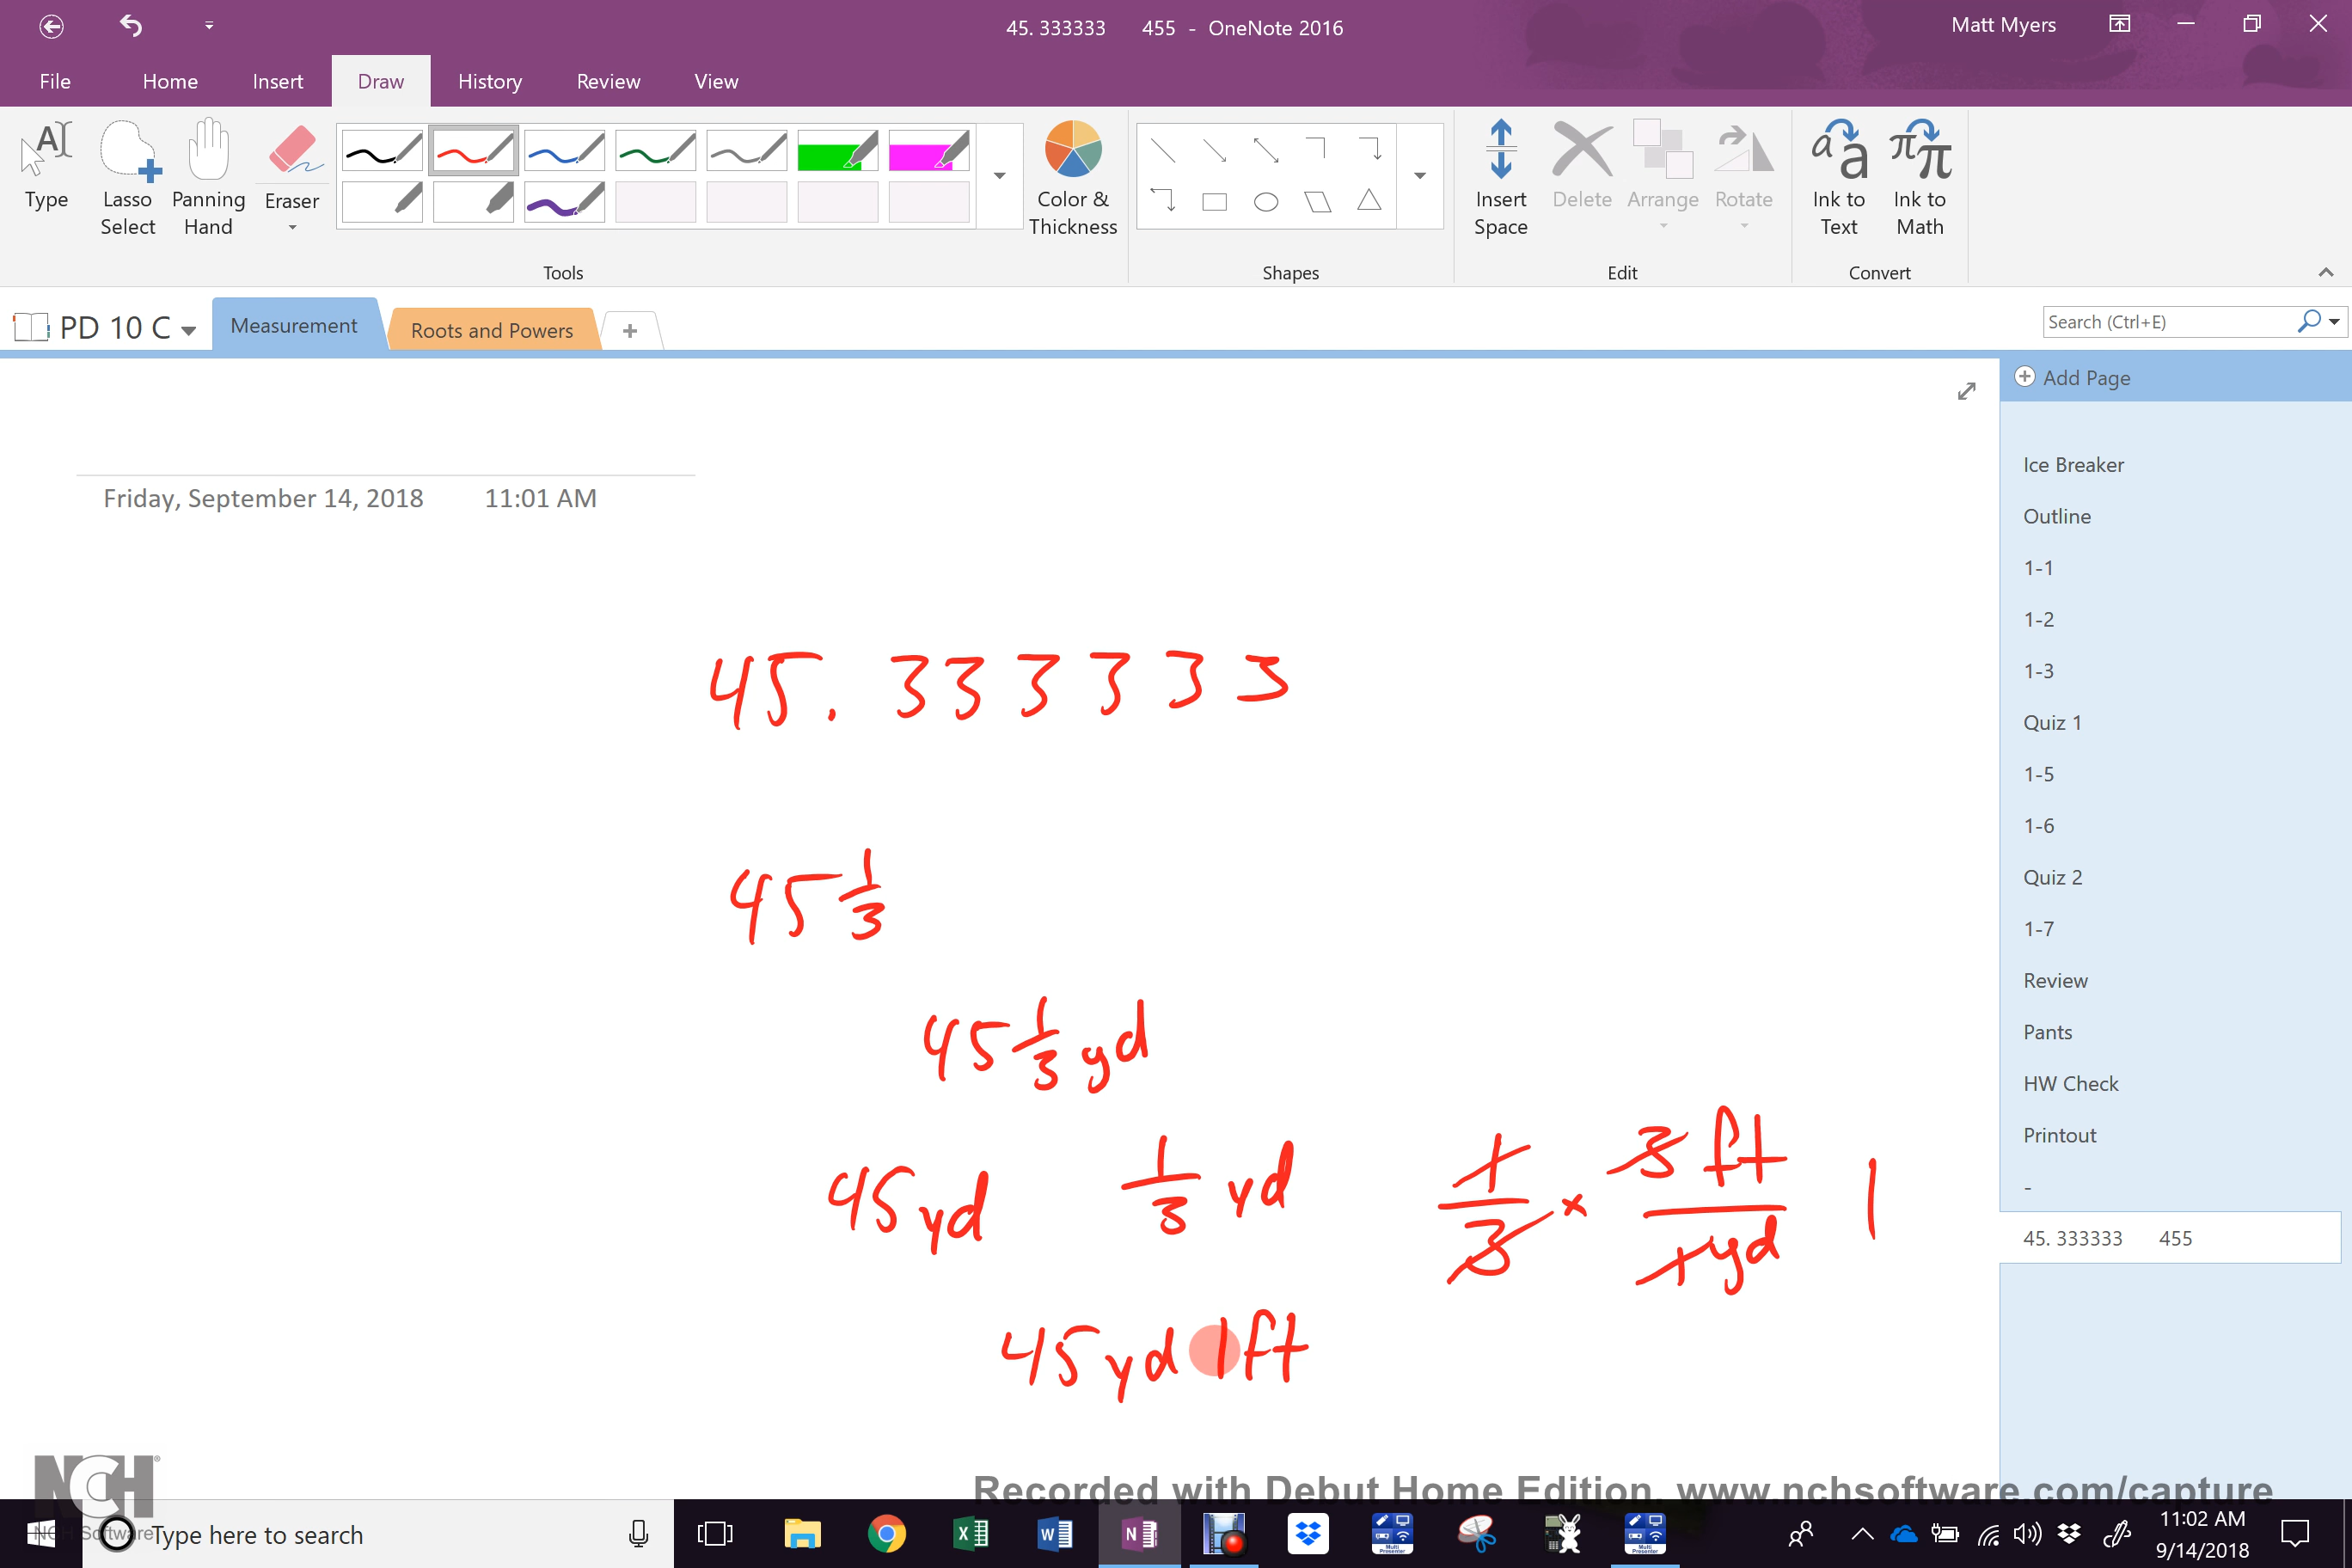 45. 333333 455 - OneNote 2016
Matt Myers
File Home Insert Draw History Review View
Type
Lasso Select
Panning Hand
Eraser
Color & Thickness
Insert Space
Delete
Arrange
Rotate
Ink to Text
Ink to Math
Tools
Shapes
Edit
Convert
PD 10 C
Measurement
Roots and Powers
Search (Ctrl+E)
Add Page
Ice Breaker
Outline
1-1
1-2
1-3
Quiz 1
1-5
1-6
Quiz 2
1-7
Review
Pants
HW Check
Printout
-
45. 333333 455
Friday, September 14, 2018 11:01 AM
45. 333333
45 1/3
45 1/3 yd
45 yd 1/3 yd 1/3 × 3 ft/1 yd 1
45 yd 1 ft
NCH
NCH Software
Recorded with Debut Home Edition. www.nchsoftware.com/capture
Type here to search
11:02 AM
9/14/2018